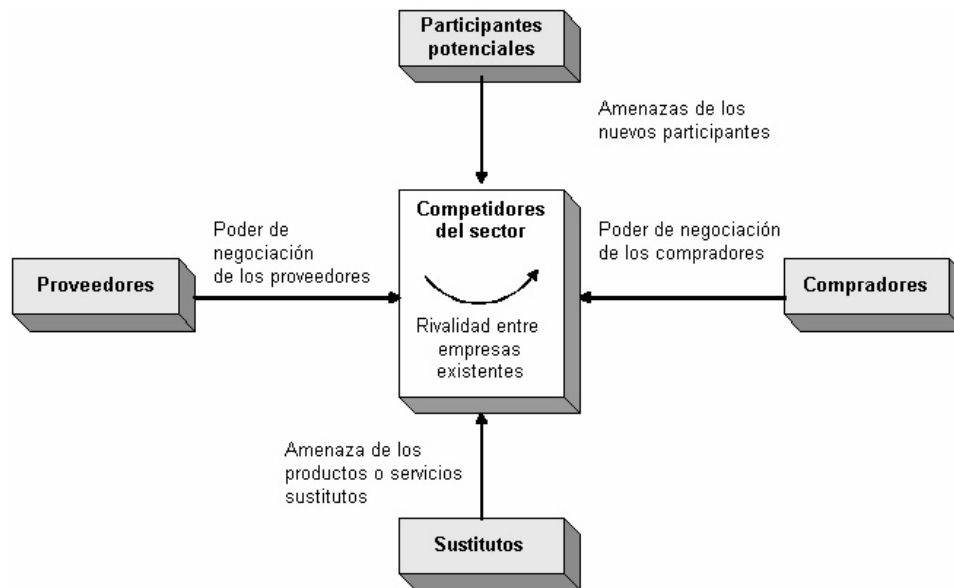 Participantes
potenciales
Amenazas de los
nuevos participantes
Competidores
del sector
Poder de
negociación
de los proveedores
Poder de negociación
de los compradores
Proveedores
Compradores
Rivalidad entre
empresas
existentes
Amenaza de los
productos o servicios
sustitutos
Sustitutos